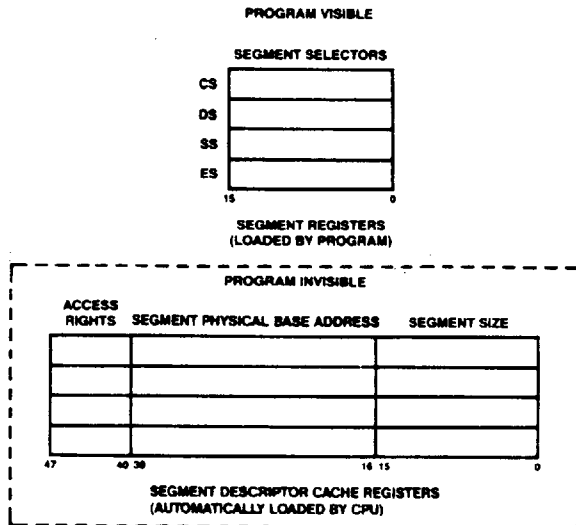 PROGRAM VISIBLE
SEGMENT SELECTORS
CS
DS
SS
ES
15 0
SEGMENT REGISTERS
(LOADED BY PROGRAM)
PROGRAM INVISIBLE
ACCESS
RIGHTS SEGMENT PHYSICAL BASE ADDRESS SEGMENT SIZE
47 40 39 16 15 0
SEGMENT DESCRIPTOR CACHE REGISTERS
(AUTOMATICALLY LOADED BY CPU)